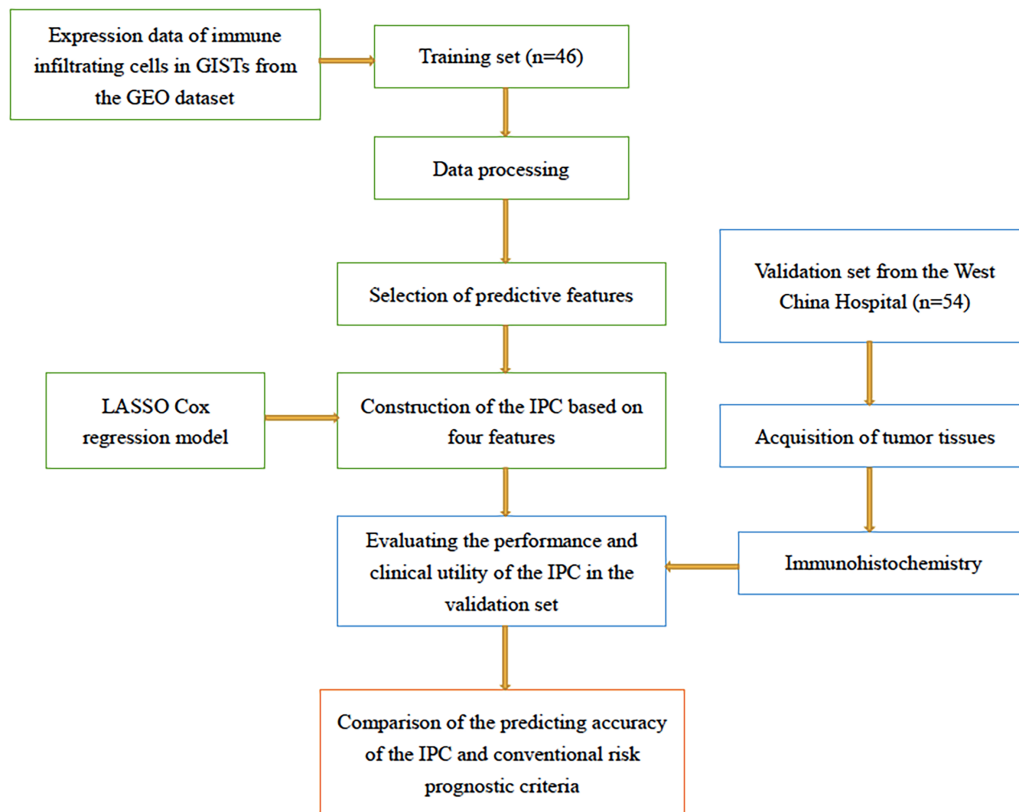 Expression data of immune
infiltrating cells in GISTs from
the GEO dataset
Training set (n=46)
Data processing
Selection of predictive features
Validation set from the West
China Hospital (n=54)
LASSO Cox
regression model
Construction of the IPC based on
four features
Acquisition of tumor tissues
Evaluating the performance and
clinical utility of the IPC in the
validation set
Immunohistochemistry
Comparison of the predicting accuracy
of the IPC and conventional risk
prognostic criteria